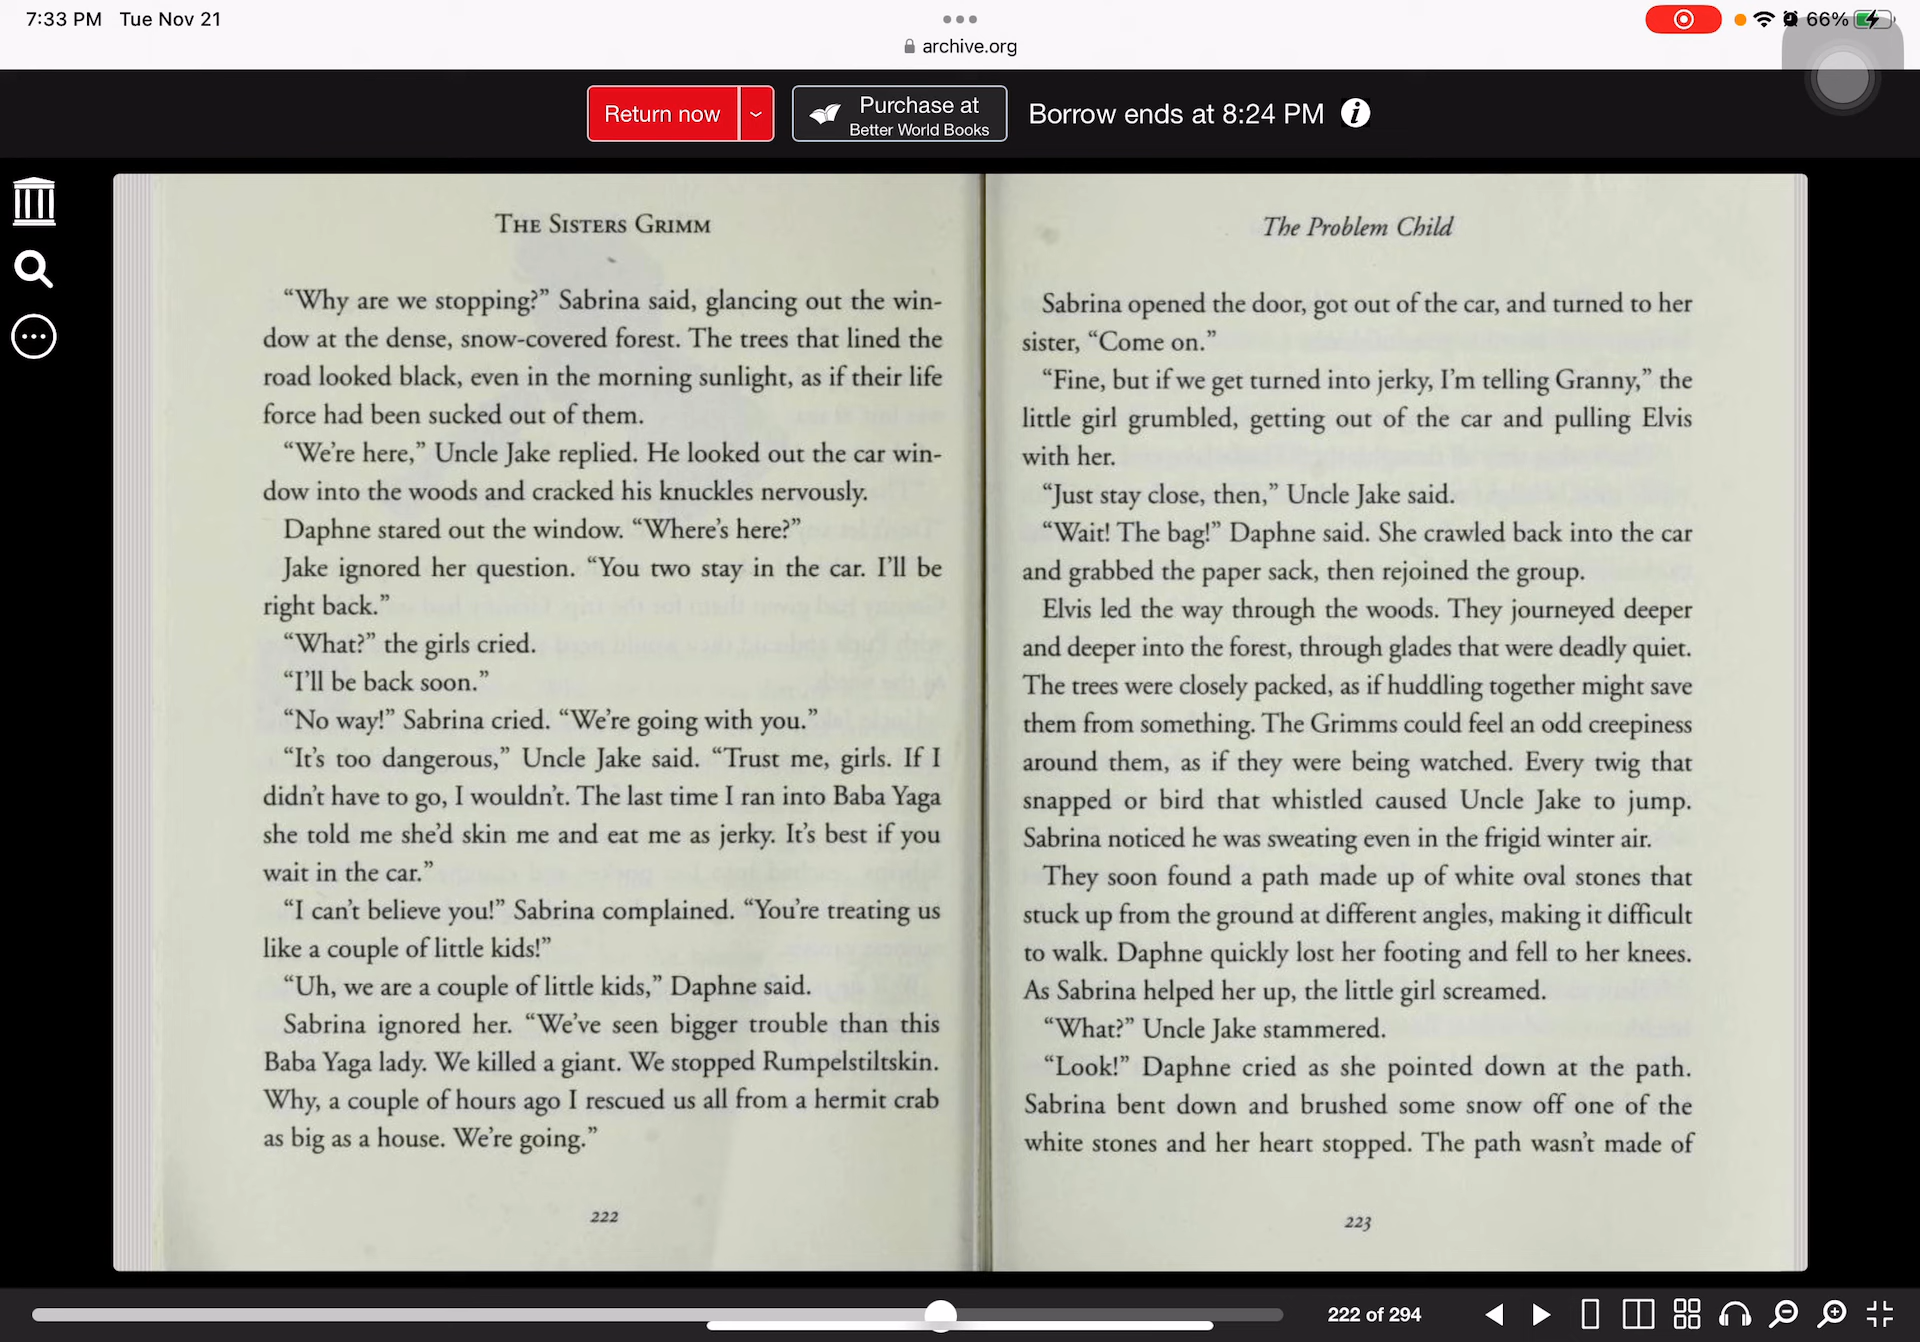 7:33 PM Tue Nov 21
66%
archive.org
Return now
Purchase at
Better World Books
Borrow ends at 8:24 PM
THE SISTERS GRIMM
“Why are we stopping?” Sabrina said, glancing out the win-
dow at the dense, snow-covered forest. The trees that lined the
road looked black, even in the morning sunlight, as if their life
force had been sucked out of them.
“We’re here,” Uncle Jake replied. He looked out the car win-
dow into the woods and cracked his knuckles nervously.
Daphne stared out the window. “Where’s here?”
Jake ignored her question. “You two stay in the car. I’ll be
right back.”
“What?” the girls cried.
“I’ll be back soon.”
“No way!” Sabrina cried. “We’re going with you.”
“It’s too dangerous,” Uncle Jake said. “Trust me, girls. If I
didn’t have to go, I wouldn’t. The last time I ran into Baba Yaga
she told me she’d skin me and eat me as jerky. It’s best if you
wait in the car.”
“I can’t believe you!” Sabrina complained. “You’re treating us
like a couple of little kids!”
“Uh, we are a couple of little kids,” Daphne said.
Sabrina ignored her. “We’ve seen bigger trouble than this
Baba Yaga lady. We killed a giant. We stopped Rumpelstiltskin.
Why, a couple of hours ago I rescued us all from a hermit crab
as big as a house. We’re going.”
222
The Problem Child
Sabrina opened the door, got out of the car, and turned to her
sister, “Come on.”
“Fine, but if we get turned into jerky, I’m telling Granny,” the
little girl grumbled, getting out of the car and pulling Elvis
with her.
“Just stay close, then,” Uncle Jake said.
“Wait! The bag!” Daphne said. She crawled back into the car
and grabbed the paper sack, then rejoined the group.
Elvis led the way through the woods. They journeyed deeper
and deeper into the forest, through glades that were deadly quiet.
The trees were closely packed, as if huddling together might save
them from something. The Grimms could feel an odd creepiness
around them, as if they were being watched. Every twig that
snapped or bird that whistled caused Uncle Jake to jump.
Sabrina noticed he was sweating even in the frigid winter air.
They soon found a path made up of white oval stones that
stuck up from the ground at different angles, making it difficult
to walk. Daphne quickly lost her footing and fell to her knees.
As Sabrina helped her up, the little girl screamed.
“What?” Uncle Jake stammered.
“Look!” Daphne cried as she pointed down at the path.
Sabrina bent down and brushed some snow off one of the
white stones and her heart stopped. The path wasn’t made of
223
222 of 294